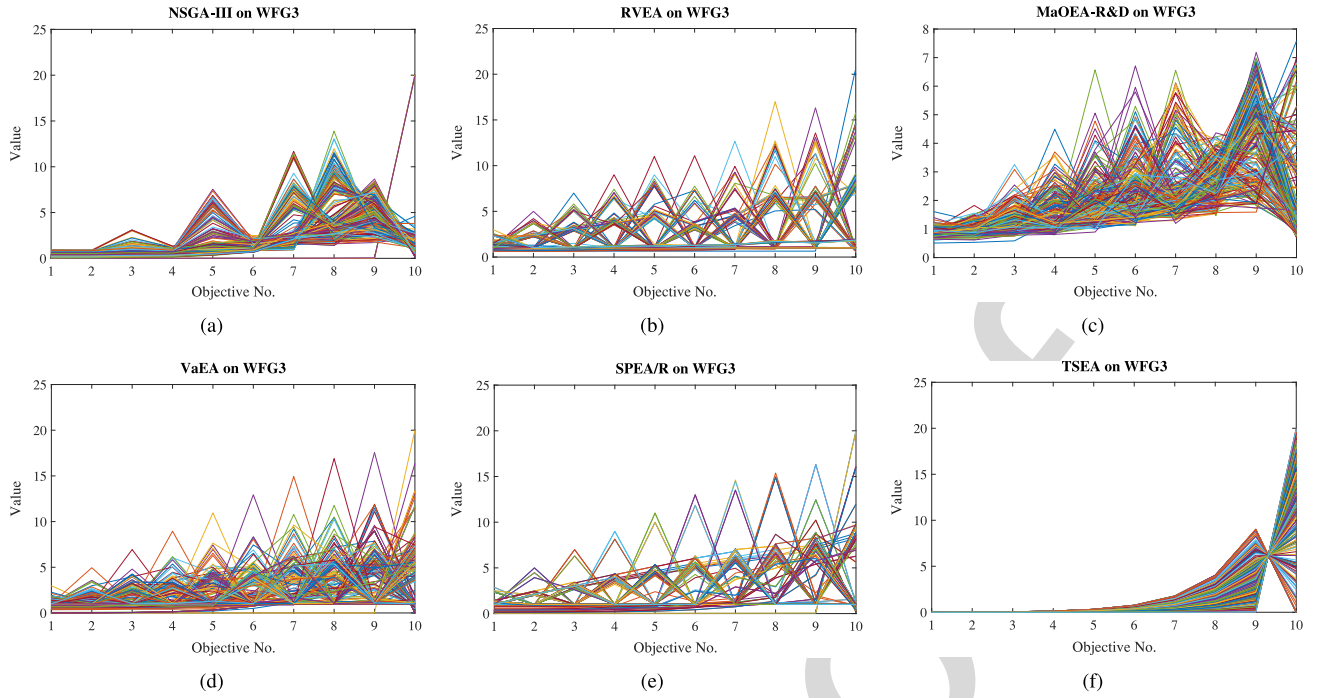 NSGA-III on WFG3
25
20
15
10
5
0
Value
1 2 3 4 5 6 7 8 9 10
Objective No.
(a)
RVEA on WFG3
25
20
15
10
5
0
Value
1 2 3 4 5 6 7 8 9 10
Objective No.
(b)
MaOEA-R&D on WFG3
8
7
6
5
4
3
2
1
0
Value
1 2 3 4 5 6 7 8 9 10
Objective No.
(c)
VaEA on WFG3
25
20
15
10
5
0
Value
1 2 3 4 5 6 7 8 9 10
Objective No.
(d)
SPEA/R on WFG3
25
20
15
10
5
0
Value
1 2 3 4 5 6 7 8 9 10
Objective No.
(e)
TSEA on WFG3
25
20
15
10
5
0
Value
1 2 3 4 5 6 7 8 9 10
Objective No.
(f)